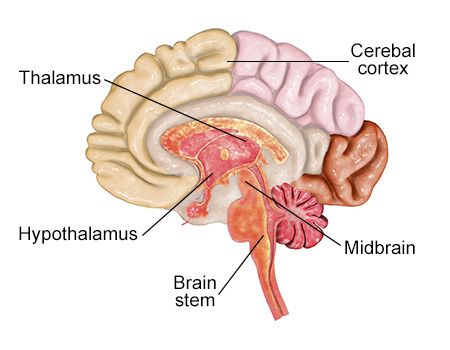 Cerebal
cortex
Thalamus
Hypothalamus
Midbrain
Brain
stem